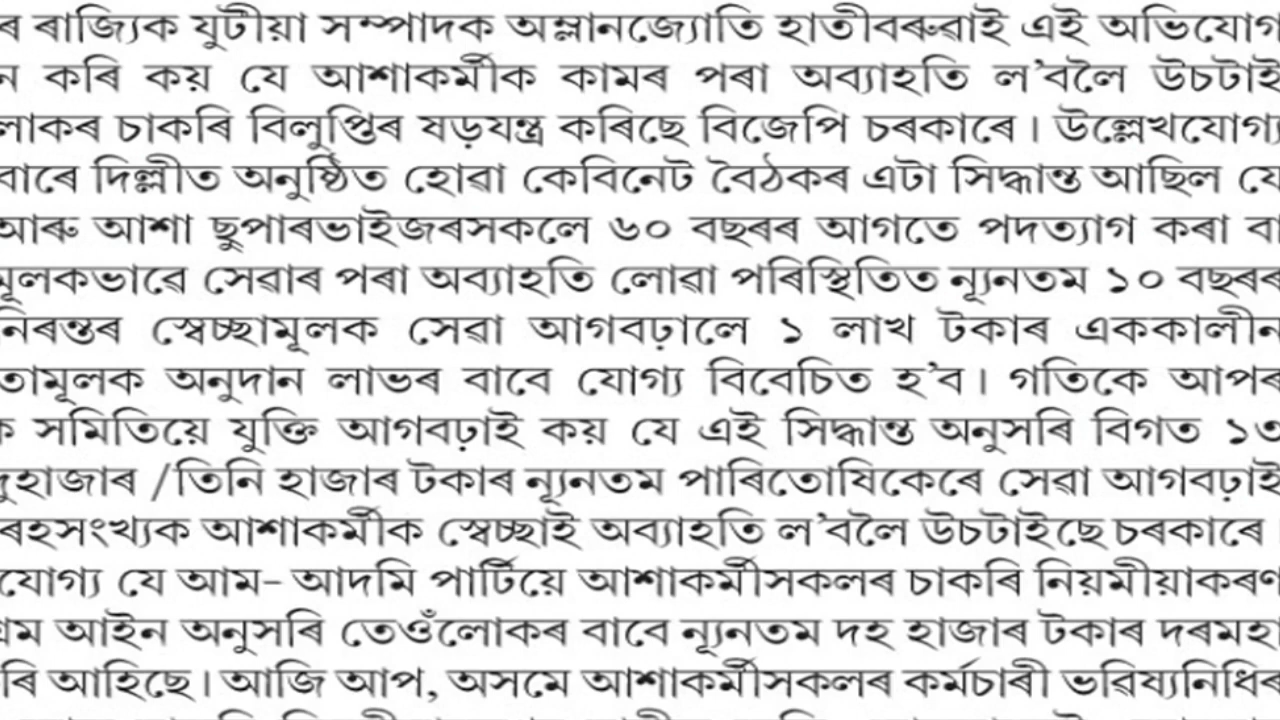 ৰ ৰাজ্যিক যুটীয়া সম্পাদক অম্লানজ্যোতি হাতীবৰুৱাই এই অভিযোগ
ন কৰি কয় যে আশাকৰ্মীক কামৰ পৰা অব্যাহতি ল'বলৈ উচটাই
লাকৰ চাকৰি বিলুপ্তিৰ ষড়যন্ত্ৰ কৰিছে বিজেপি চৰকাৰে। উল্লেখযোগ্য
বাৰে দিল্লীত অনুষ্ঠিত হোৱা কেবিনেট বৈঠকৰ এটা সিদ্ধান্ত আছিল যে
আৰু আশা ছুপাৰভাইজৰসকলে ৬০ বছৰৰ আগতে পদত্যাগ কৰা বা
মূলকভাৱে সেৱাৰ পৰা অব্যাহতি লোৱা পৰিস্থিতিত ন্যূনতম ১০ বছৰৰ
নিৰন্তৰ স্বেচ্ছামূলক সেৱা আগবঢ়ালে ১ লাখ টকাৰ এককালীন
তামূলক অনুদান লাভৰ বাবে যোগ্য বিবেচিত হ'ব। গতিকে আপৰ
ক সমিতিয়ে যুক্তি আগবঢ়াই কয় যে এই সিদ্ধান্ত অনুসৰি বিগত ১৩
দুহাজাৰ /তিনি হাজাৰ টকাৰ ন্যূনতম পাৰিতোষিকেৰে সেৱা আগবঢ়াই
ৰহসংখ্যক আশাকৰ্মীক স্বেচ্ছাই অব্যাহতি ল'বলৈ উচটাইছে চৰকাৰে।
যোগ্য যে আম- আদমি পাৰ্টিয়ে আশাকৰ্মীসকলৰ চাকৰি নিয়মীয়াকৰণ
শ্ৰম আইন অনুসৰি তেওঁলোকৰ বাবে ন্যূনতম দহ হাজাৰ টকাৰ দৰমহা
ৰি আহিছে। আজি আপ, অসমে আশাকৰ্মীসকলৰ কৰ্মচাৰী ভৱিষ্যনিধিৰ